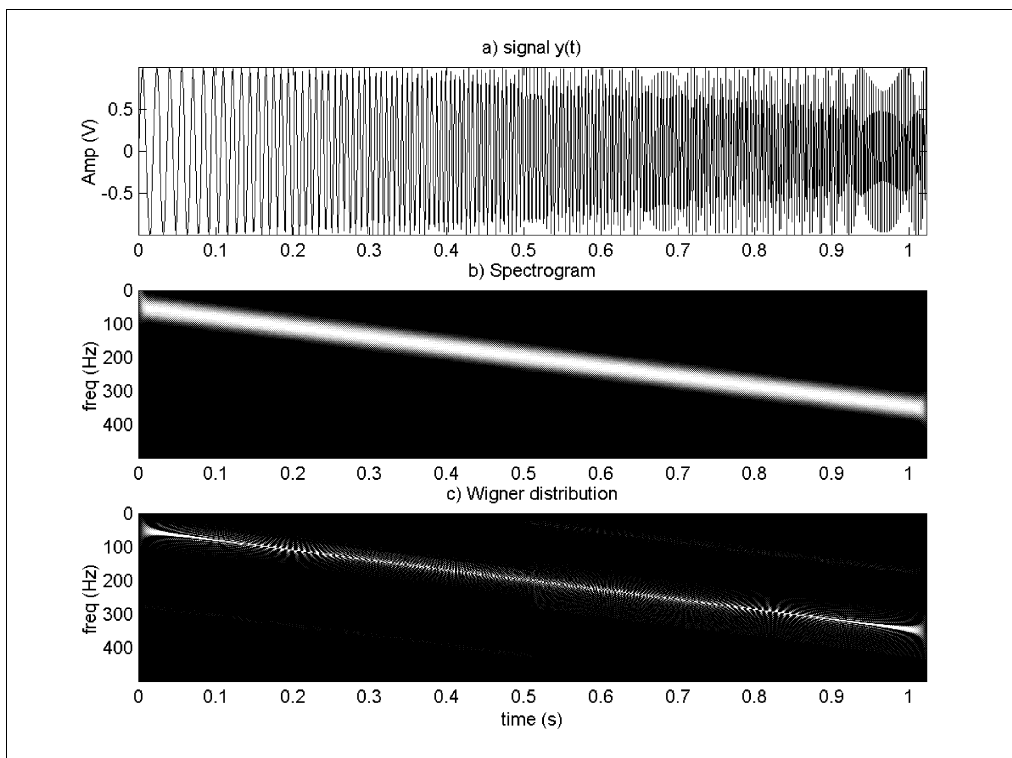 a) signal y(t)
Amp (V)
0.5
0
-0.5
0 0.1 0.2 0.3 0.4 0.5 0.6 0.7 0.8 0.9 1
b) Spectrogram
freq (Hz)
0
100
200
300
400
0 0.1 0.2 0.3 0.4 0.5 0.6 0.7 0.8 0.9 1
c) Wigner distribution
freq (Hz)
0
100
200
300
400
0 0.1 0.2 0.3 0.4 0.5 0.6 0.7 0.8 0.9 1
time (s)